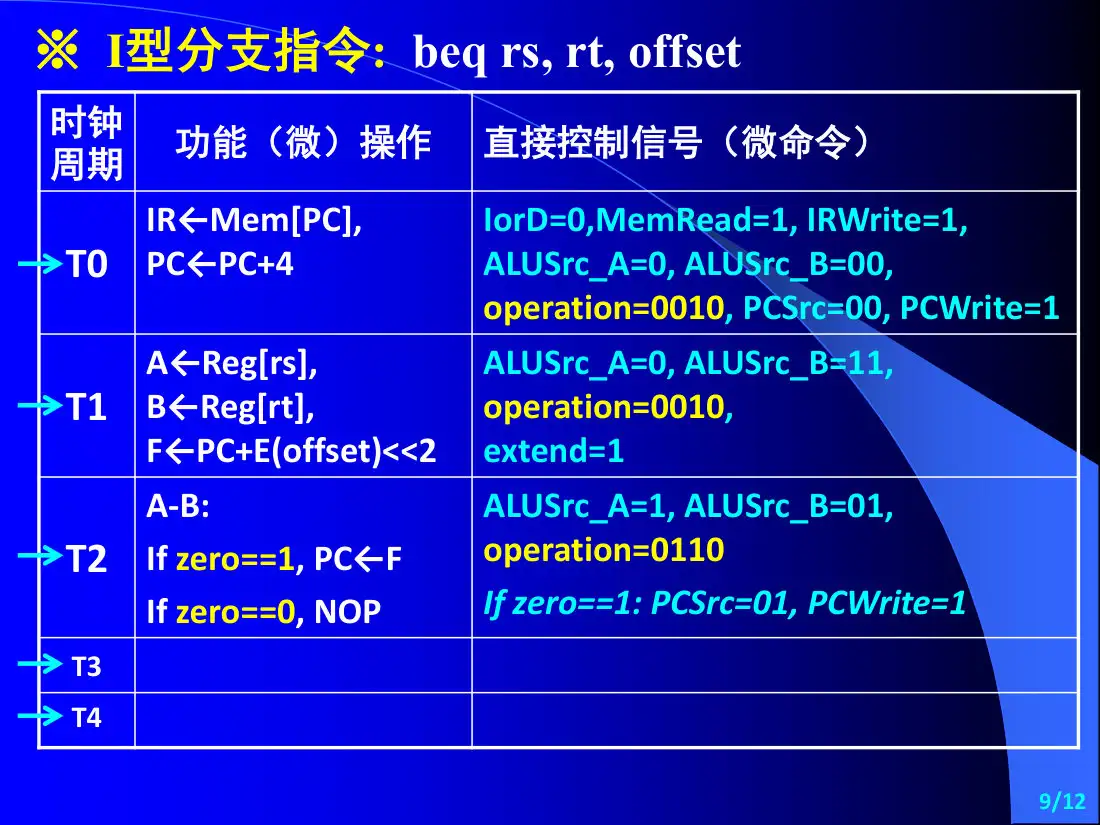 ※ I型分支指令: beq rs, rt, offset
时钟
周期
功能（微）操作
直接控制信号（微命令）
T0
IR←Mem[PC],
PC←PC+4
IorD=0,MemRead=1, IRWrite=1,
ALUSrc_A=0, ALUSrc_B=00,
operation=0010, PCSrc=00, PCWrite=1
T1
A←Reg[rs],
B←Reg[rt],
F←PC+E(offset)<<2
ALUSrc_A=0, ALUSrc_B=11,
operation=0010,
extend=1
T2
A-B:
If zero==1, PC←F
If zero==0, NOP
ALUSrc_A=1, ALUSrc_B=01,
operation=0110
If zero==1: PCSrc=01, PCWrite=1
T3
T4
9/12